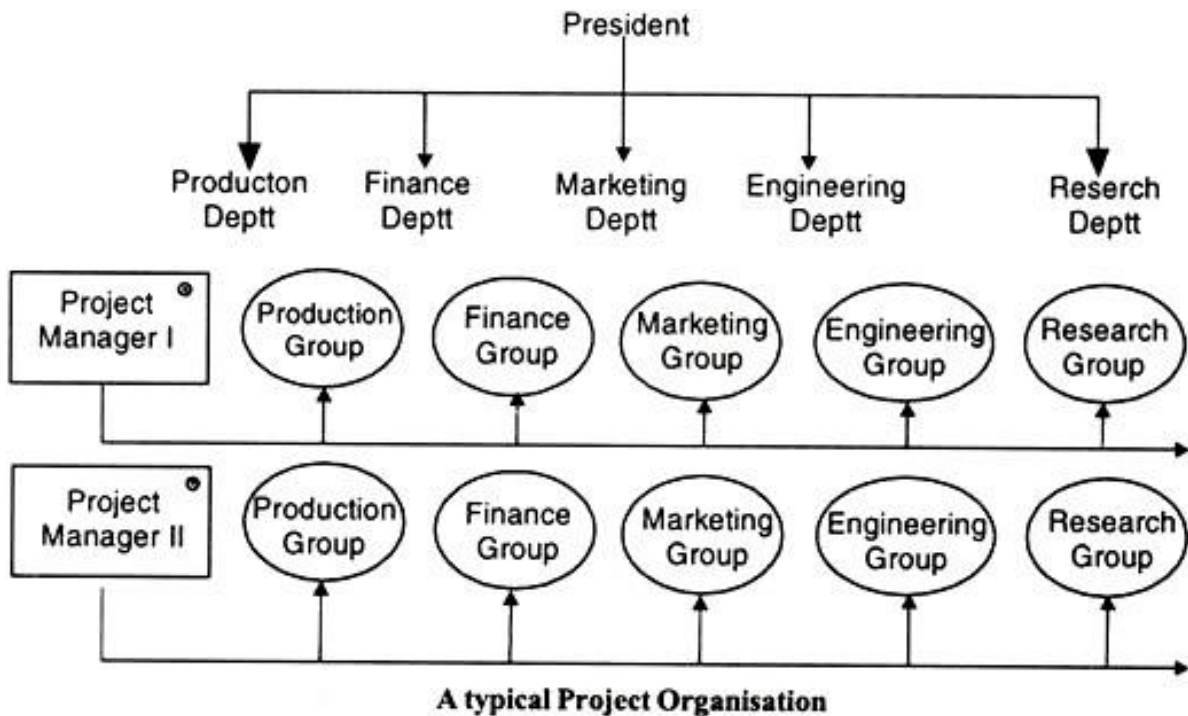 President
Producton
Deptt
Finance
Deptt
Marketing
Deptt
Engineering
Deptt
Reserch
Deptt
Project
Manager I
Production
Group
Finance
Group
Marketing
Group
Engineering
Group
Research
Group
Project
Manager II
Production
Group
Finance
Group
Marketing
Group
Engineering
Group
Research
Group
A typical Project Organisation